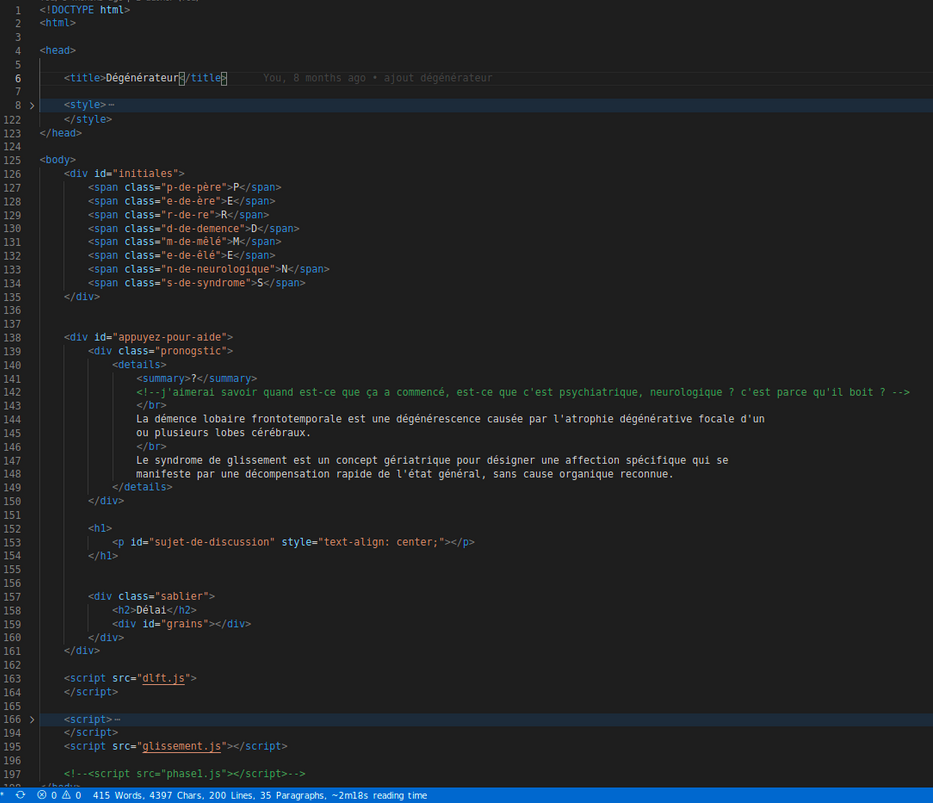 1 <!DOCTYPE html>
2 <html>
3
4 <head>
5
6 <title>Dégénérateur</title> You, 8 months ago • ajout dégénérateur
7
8 <style>⋯
122 </style>
123 </head>
124
125 <body>
126 <div id="initiales">
127 <span class="p-de-père">P</span>
128 <span class="e-de-ère">E</span>
129 <span class="r-de-re">R</span>
130 <span class="d-de-demence">D</span>
131 <span class="m-de-mêlé">M</span>
132 <span class="e-de-êlé">E</span>
133 <span class="n-de-neurologique">N</span>
134 <span class="s-de-syndrome">S</span>
135 </div>
136
137
138 <div id="appuyez-pour-aide">
139 <div class="pronogstic">
140 <details>
141 <summary>?</summary>
142 <!--j'aimerai savoir quand est-ce que ça a commencé, est-ce que c'est psychiatrique, neurologique ? c'est parce qu'il boit ? -->
143 </br>
144 La démence lobaire frontotemporale est une dégénérescence causée par l'atrophie dégénérative focale d'un
145 ou plusieurs lobes cérébraux.
146 </br>
147 Le syndrome de glissement est un concept gériatrique pour désigner une affection spécifique qui se
148 manifeste par une décompensation rapide de l'état général, sans cause organique reconnue.
149 </details>
150 </div>
151
152 <h1>
153 <p id="sujet-de-discussion" style="text-align: center;"></p>
154 </h1>
155
156
157 <div class="sablier">
158 <h2>Délai</h2>
159 <div id="grains"></div>
160 </div>
161 </div>
162
163 <script src="dlft.js">
164 </script>
165
166 <script>⋯
194 </script>
195 <script src="glissement.js"></script>
196
197 <!--<script src="phase1.js"></script>-->
198 </body>
0 0 415 Words, 4397 Chars, 200 Lines, 35 Paragraphs, ~2m18s reading time